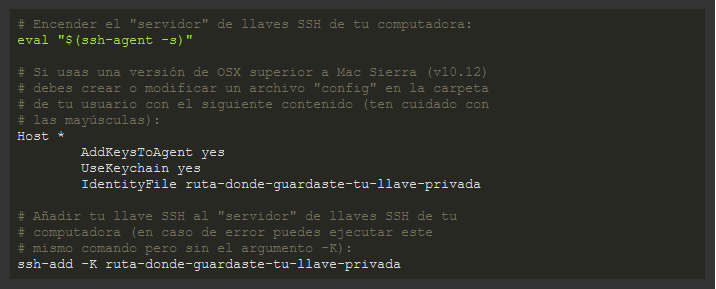 # Encender el "servidor" de llaves SSH de tu computadora:
eval "$(ssh-agent -s)"
# Si usas una versión de OSX superior a Mac Sierra (v10.12)
# debes crear o modificar un archivo "config" en la carpeta
# de tu usuario con el siguiente contenido (ten cuidado con
# las mayúsculas):
Host *
        AddKeysToAgent yes
        UseKeychain yes
        IdentityFile ruta-donde-guardaste-tu-llave-privada
# Añadir tu llave SSH al "servidor" de llaves SSH de tu
# computadora (en caso de error puedes ejecutar este
# mismo comando pero sin el argumento -K):
ssh-add -K ruta-donde-guardaste-tu-llave-privada